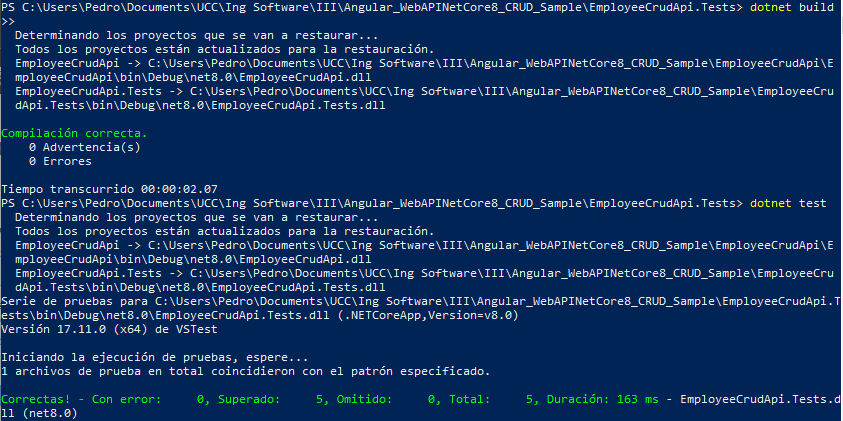 PS C:\Users\Pedro\Documents\UCC\Ing Software\III\Angular_WebAPINetCore8_CRUD_Sample\EmployeeCrudApi.Tests> dotnet build
>>
  Determinando los proyectos que se van a restaurar...
  Todos los proyectos están actualizados para la restauración.
  EmployeeCrudApi -> C:\Users\Pedro\Documents\UCC\Ing Software\III\Angular_WebAPINetCore8_CRUD_Sample\EmployeeCrudApi\E
  mployeeCrudApi\bin\Debug\net8.0\EmployeeCrudApi.dll
  EmployeeCrudApi.Tests -> C:\Users\Pedro\Documents\UCC\Ing Software\III\Angular_WebAPINetCore8_CRUD_Sample\EmployeeCru
  dApi.Tests\bin\Debug\net8.0\EmployeeCrudApi.Tests.dll

Compilación correcta.
    0 Advertencia(s)
    0 Errores

Tiempo transcurrido 00:00:02.07
PS C:\Users\Pedro\Documents\UCC\Ing Software\III\Angular_WebAPINetCore8_CRUD_Sample\EmployeeCrudApi.Tests> dotnet test
  Determinando los proyectos que se van a restaurar...
  Todos los proyectos están actualizados para la restauración.
  EmployeeCrudApi -> C:\Users\Pedro\Documents\UCC\Ing Software\III\Angular_WebAPINetCore8_CRUD_Sample\EmployeeCrudApi\E
  mployeeCrudApi\bin\Debug\net8.0\EmployeeCrudApi.dll
  EmployeeCrudApi.Tests -> C:\Users\Pedro\Documents\UCC\Ing Software\III\Angular_WebAPINetCore8_CRUD_Sample\EmployeeCru
  dApi.Tests\bin\Debug\net8.0\EmployeeCrudApi.Tests.dll
Serie de pruebas para C:\Users\Pedro\Documents\UCC\Ing Software\III\Angular_WebAPINetCore8_CRUD_Sample\EmployeeCrudApi.T
ests\bin\Debug\net8.0\EmployeeCrudApi.Tests.dll (.NETCoreApp,Version=v8.0)
Versión 17.11.0 (x64) de VSTest

Iniciando la ejecución de pruebas, espere...
1 archivos de prueba en total coincidieron con el patrón especificado.

Correctas! - Con error:     0, Superado:     5, Omitido:     0, Total:     5, Duración: 163 ms - EmployeeCrudApi.Tests.d
ll (net8.0)